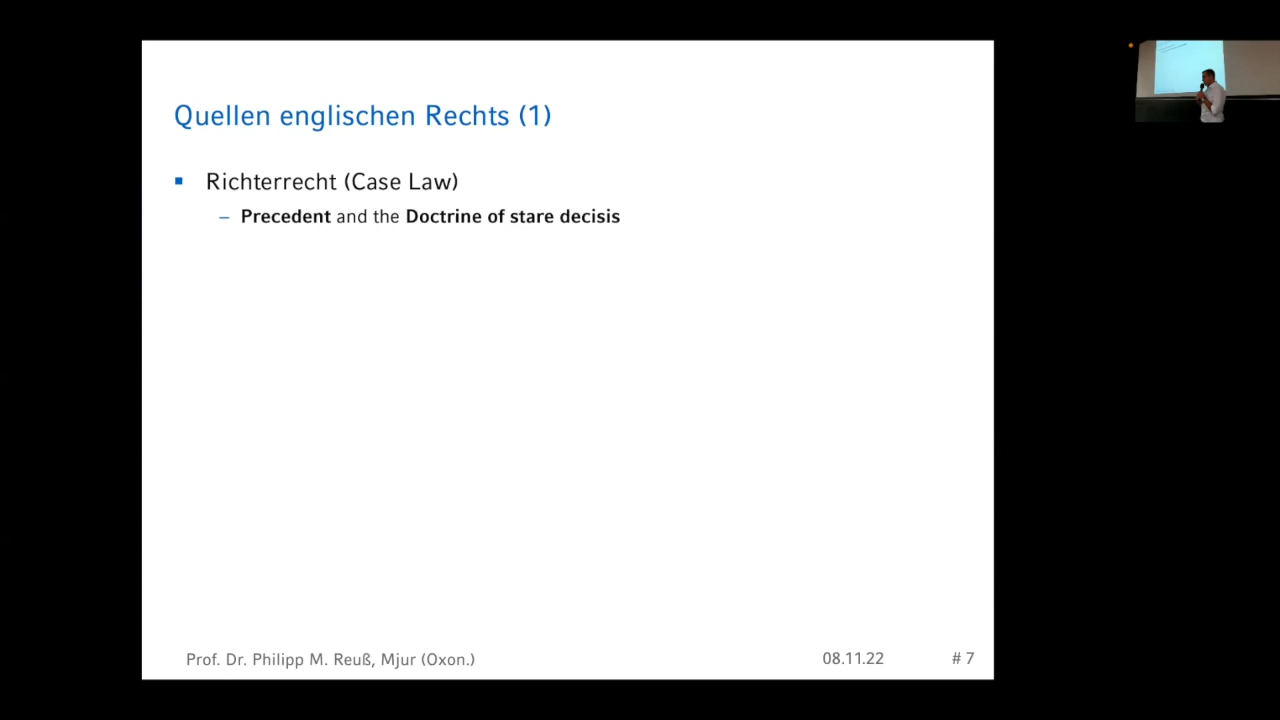 Quellen englischen Rechts (1)
Richterrecht (Case Law)
– Precedent and the Doctrine of stare decisis
Prof. Dr. Philipp M. Reuß, Mjur (Oxon.)
08.11.22
# 7